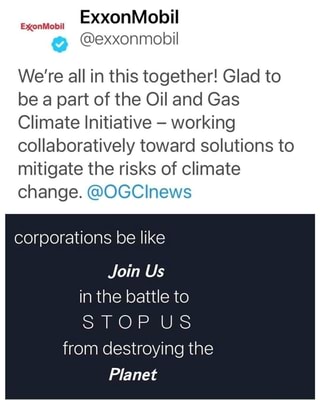 ExxonMobil
ExxonMobil
@exxonmobil
We're all in this together! Glad to
be a part of the Oil and Gas
Climate Initiative – working
collaboratively toward solutions to
mitigate the risks of climate
change. @OGCInews
corporations be like
Join Us
in the battle to
STOP US
from destroying the
Planet